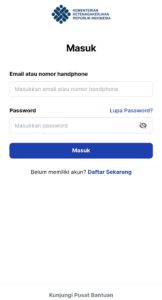 KEMENTERIAN
KETENAGAKERJAAN
REPUBLIK INDONESIA
Masuk
Email atau nomor handphone
Masukkan email atau nomor handphone
Password Lupa Password?
Masukkan password
Masuk
Belum memiliki akun? Daftar Sekarang
Kunjungi Pusat Bantuan